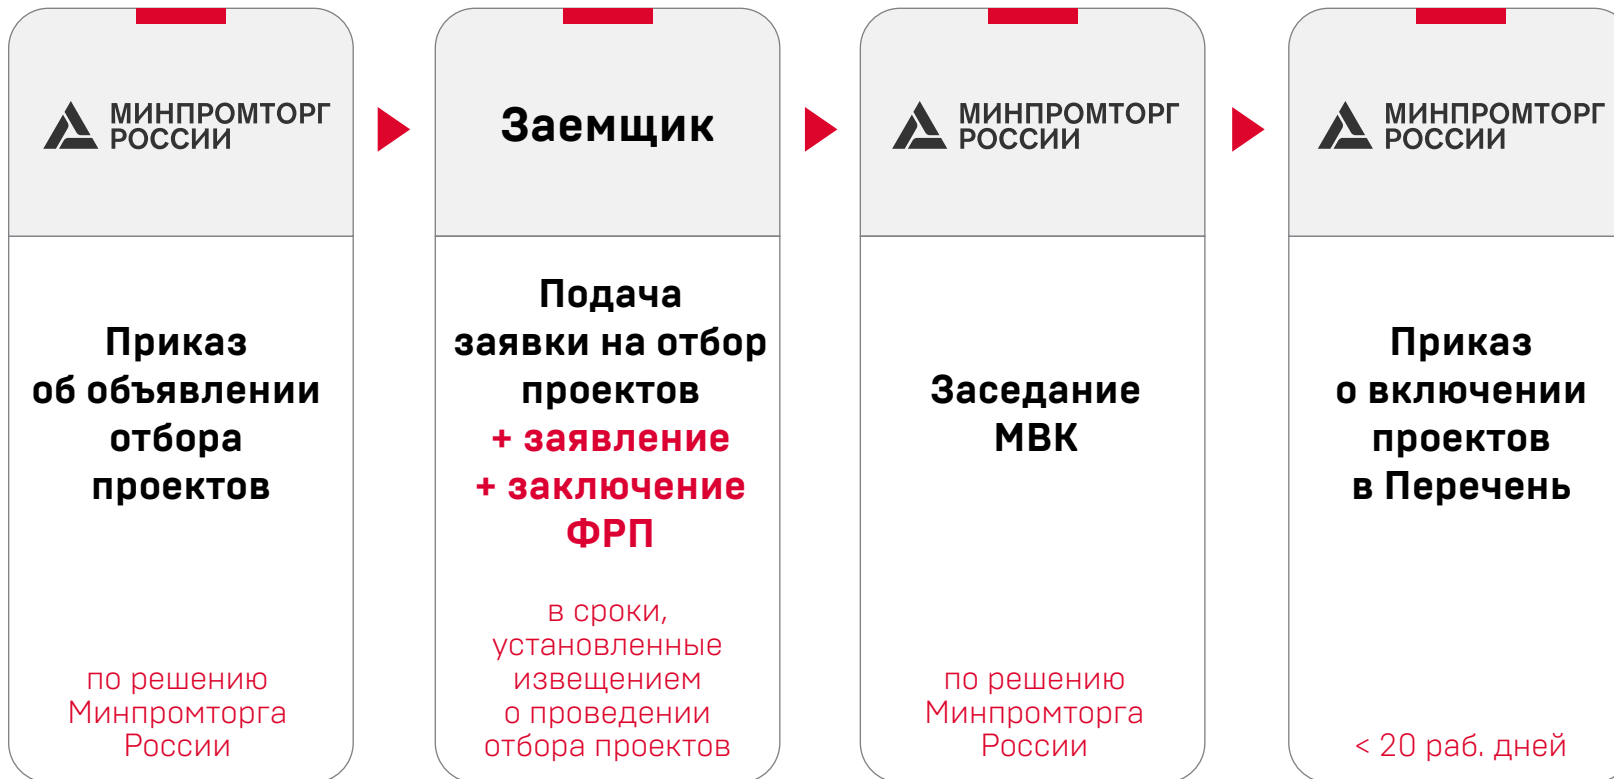 МИНПРОМТОРГ
РОССИИ
Приказ
об объявлении
отбора
проектов
по решению
Минпромторга
России
Заемщик
Подача
заявки на отбор
проектов
+ заявление
+ заключение
ФРП
в сроки,
установленные
извещением
о проведении
отбора проектов
МИНПРОМТОРГ
РОССИИ
Заседание
МВК
по решению
Минпромторга
России
МИНПРОМТОРГ
РОССИИ
Приказ
о включении
проектов
в Перечень
< 20 раб. дней